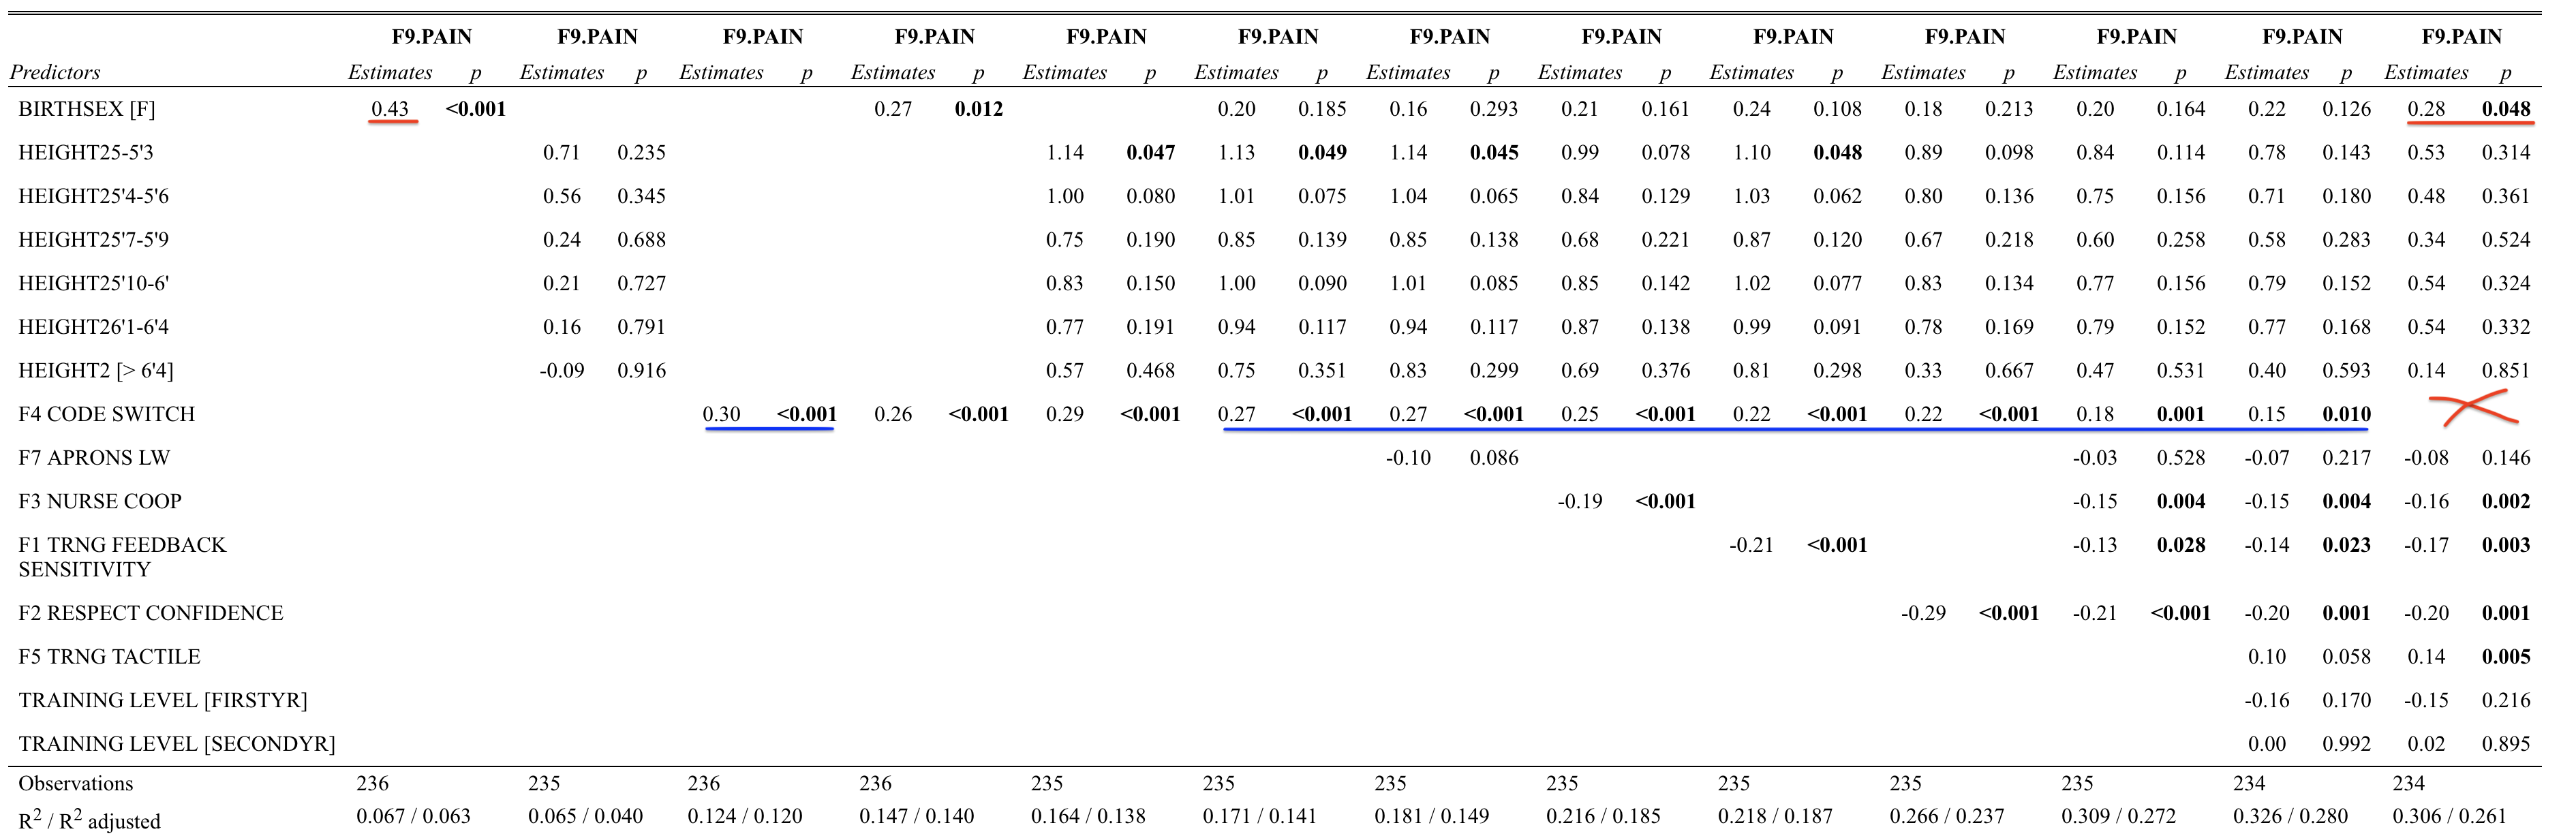 F9.PAIN F9.PAIN F9.PAIN F9.PAIN F9.PAIN F9.PAIN F9.PAIN F9.PAIN F9.PAIN F9.PAIN F9.PAIN F9.PAIN F9.PAIN
Predictors Estimates p Estimates p Estimates p Estimates p Estimates p Estimates p Estimates p Estimates p Estimates p Estimates p Estimates p Estimates p Estimates p
BIRTHSEX [F] 0.43 <0.001 0.27 0.012 0.20 0.185 0.16 0.293 0.21 0.161 0.24 0.108 0.18 0.213 0.20 0.164 0.22 0.126 0.28 0.048
HEIGHT25-5'3 0.71 0.235 1.14 0.047 1.13 0.049 1.14 0.045 0.99 0.078 1.10 0.048 0.89 0.098 0.84 0.114 0.78 0.143 0.53 0.314
HEIGHT25'4-5'6 0.56 0.345 1.00 0.080 1.01 0.075 1.04 0.065 0.84 0.129 1.03 0.062 0.80 0.136 0.75 0.156 0.71 0.180 0.48 0.361
HEIGHT25'7-5'9 0.24 0.688 0.75 0.190 0.85 0.139 0.85 0.138 0.68 0.221 0.87 0.120 0.67 0.218 0.60 0.258 0.58 0.283 0.34 0.524
HEIGHT25'10-6' 0.21 0.727 0.83 0.150 1.00 0.090 1.01 0.085 0.85 0.142 1.02 0.077 0.83 0.134 0.77 0.156 0.79 0.152 0.54 0.324
HEIGHT26'1-6'4 0.16 0.791 0.77 0.191 0.94 0.117 0.94 0.117 0.87 0.138 0.99 0.091 0.78 0.169 0.79 0.152 0.77 0.168 0.54 0.332
HEIGHT2 [> 6'4] -0.09 0.916 0.57 0.468 0.75 0.351 0.83 0.299 0.69 0.376 0.81 0.298 0.33 0.667 0.47 0.531 0.40 0.593 0.14 0.851
F4 CODE SWITCH 0.30 <0.001 0.26 <0.001 0.29 <0.001 0.27 <0.001 0.27 <0.001 0.25 <0.001 0.22 <0.001 0.22 <0.001 0.18 0.001 0.15 0.010
F7 APRONS LW -0.10 0.086 -0.03 0.528 -0.07 0.217 -0.08 0.146
F3 NURSE COOP -0.19 <0.001 -0.15 0.004 -0.15 0.004 -0.16 0.002
F1 TRNG FEEDBACK -0.21 <0.001 -0.13 0.028 -0.14 0.023 -0.17 0.003
SENSITIVITY
F2 RESPECT CONFIDENCE -0.29 <0.001 -0.21 <0.001 -0.20 0.001 -0.20 0.001
F5 TRNG TACTILE 0.10 0.058 0.14 0.005
TRAINING LEVEL [FIRSTYR] -0.16 0.170 -0.15 0.216
TRAINING LEVEL [SECONDYR] 0.00 0.992 0.02 0.895
Observations 236 235 236 236 235 235 235 235 235 235 235 234 234
R2 / R2 adjusted 0.067 / 0.063 0.065 / 0.040 0.124 / 0.120 0.147 / 0.140 0.164 / 0.138 0.171 / 0.141 0.181 / 0.149 0.216 / 0.185 0.218 / 0.187 0.266 / 0.237 0.309 / 0.272 0.326 / 0.280 0.306 / 0.261